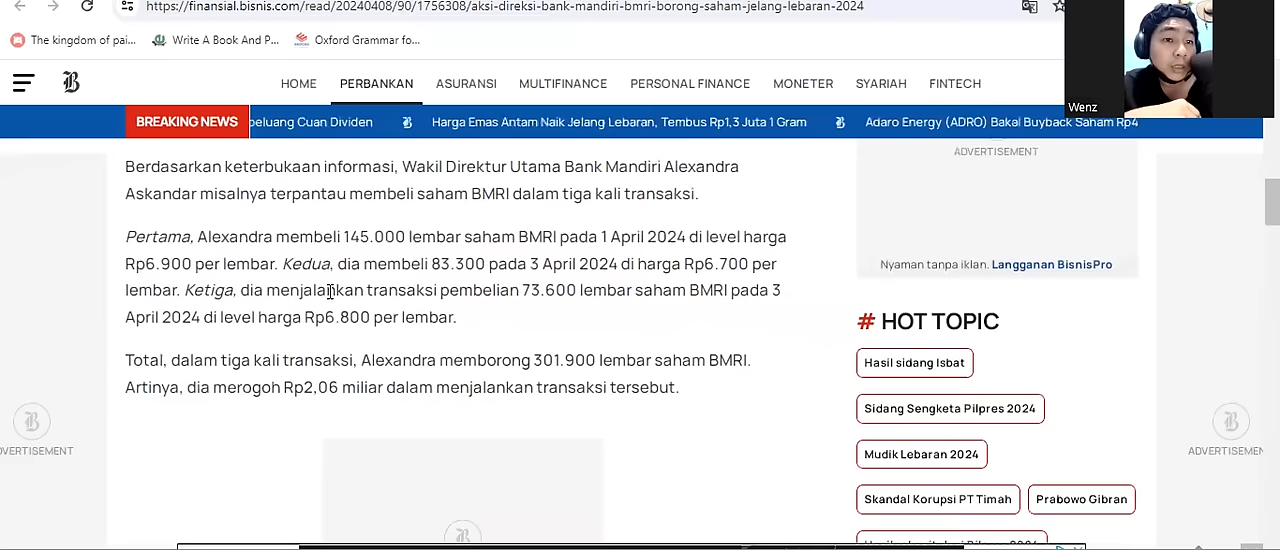 https://finansial.bisnis.com/read/20240408/90/1756308/aksi-direksi-bank-mandiri-bmri-borong-saham-jelang-lebaran-2024
The kingdom of pai...
Write A Book And P...
Oxford Grammar fo...
Wenz
B
HOME PERBANKAN ASURANSI MULTIFINANCE PERSONAL FINANCE MONETER SYARIAH FINTECH
BREAKING NEWS peluang Cuan Dividen B Harga Emas Antam Naik Jelang Lebaran, Tembus Rp1,3 Juta 1 Gram B Adaro Energy (ADRO) Bakal Buyback Saham Rp4
Berdasarkan keterbukaan informasi, Wakil Direktur Utama Bank Mandiri Alexandra
Askandar misalnya terpantau membeli saham BMRI dalam tiga kali transaksi.
Pertama, Alexandra membeli 145.000 lembar saham BMRI pada 1 April 2024 di level harga
Rp6.900 per lembar. Kedua, dia membeli 83.300 pada 3 April 2024 di harga Rp6.700 per
lembar. Ketiga, dia menjalankan transaksi pembelian 73.600 lembar saham BMRI pada 3
April 2024 di level harga Rp6.800 per lembar.
Total, dalam tiga kali transaksi, Alexandra memborong 301.900 lembar saham BMRI.
Artinya, dia merogoh Rp2,06 miliar dalam menjalankan transaksi tersebut.
ADVERTISEMENT
Nyaman tanpa iklan. Langganan BisnisPro
# HOT TOPIC
Hasil sidang Isbat
Sidang Sengketa Pilpres 2024
Mudik Lebaran 2024
Skandal Korupsi PT Timah
Prabowo Gibran
B
DVERTISEMENT
B
ADVERTISEMEN
B